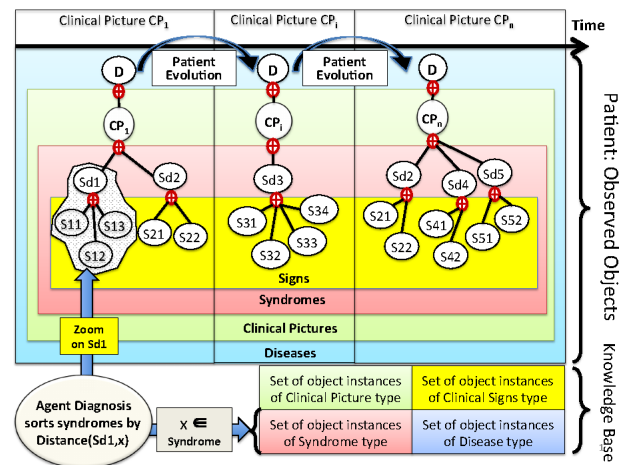 Clinical Picture CP1
Clinical Picture CPi
Clinical Picture CPn
Time
D
Patient
Evolution
D
Patient
Evolution
D
CP1
CPi
CPn
Sd1
Sd2
Sd3
Sd2
Sd4
Sd5
S11
S13
S12
S21
S22
S31
S34
S32
S33
S21
S22
S41
S42
S51
S52
Signs
Syndromes
Clinical Pictures
Diseases
Zoom
on Sd1
Agent Diagnosis
sorts syndromes by
Distance(Sd1,x}
x ∈
Syndrome
Set of object instances
of Clinical Picture type
Set of object instances
of Clinical Signs type
Set of object instances
of Syndrome type
Set of object instances
of Disease type
Patient: Observed Objects
Knowledge Base